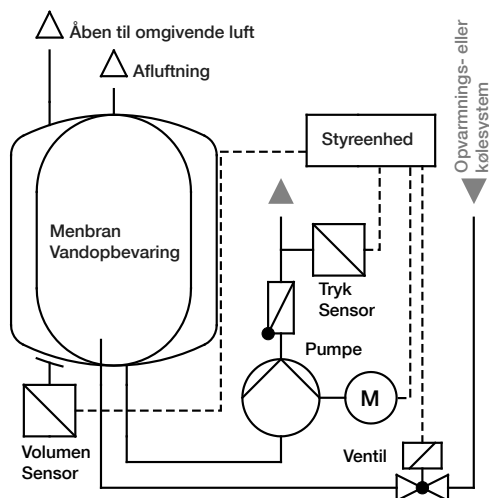 Åben til omgivende luft
Afluftning
Opvarmnings- eller
kølesystem
Styreenhed
Menbran
Vandopbevaring
Tryk
Sensor
Pumpe
M
Volumen
Sensor
Ventil